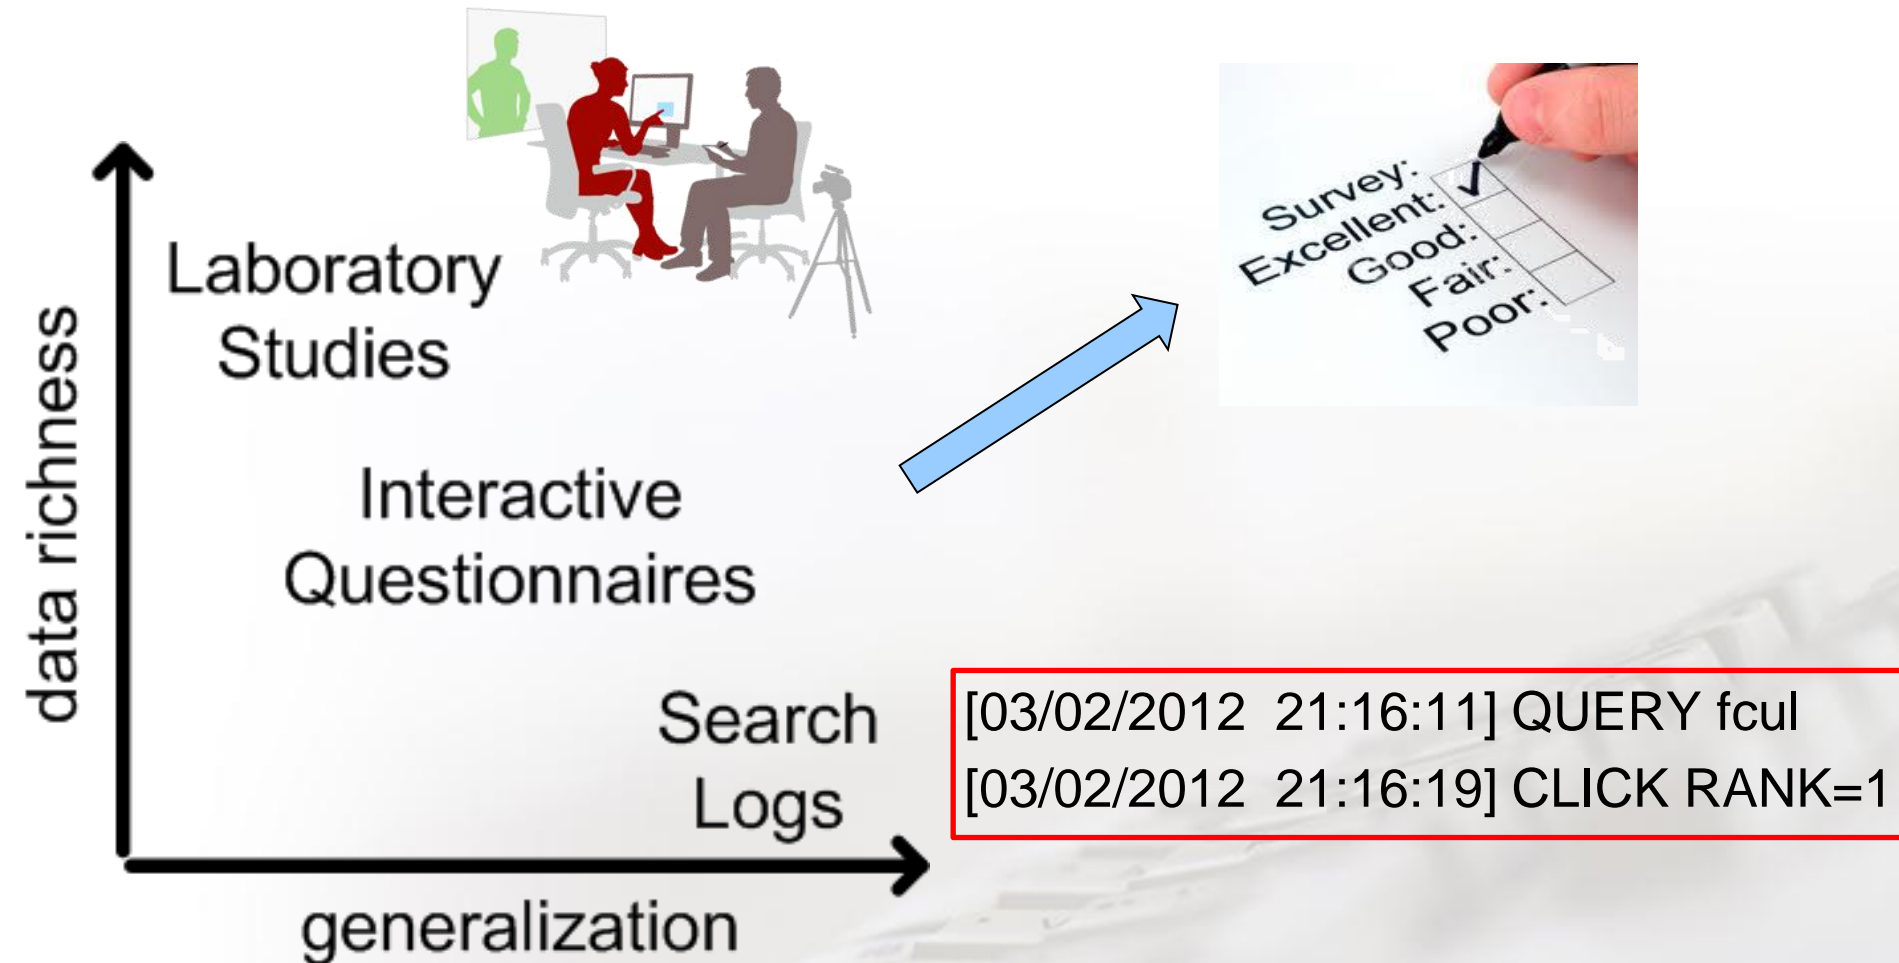 Laboratory
Studies
Survey:
Excellent:
Good:
Fair:
Poor:
data richness
Interactive
Questionnaires
Search
Logs
[03/02/2012 21:16:11] QUERY fcul
[03/02/2012 21:16:19] CLICK RANK=1
generalization